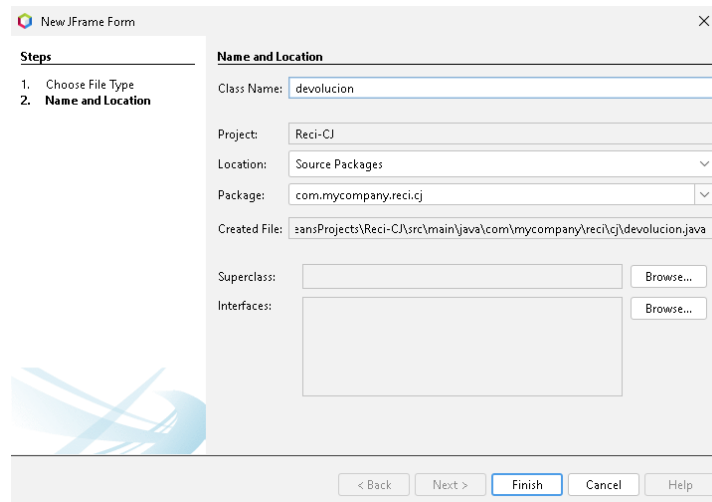 New JFrame Form
Steps
1. Choose File Type
2. Name and Location
Name and Location
Class Name: devolucion
Project: Reci-CJ
Location: Source Packages
Package: com.mycompany.reci.cj
Created File: eansProjects\Reci-CJ\src\main\java\com\mycompany\reci\cj\devolucion.java
Superclass: Browse...
Interfaces: Browse...
< Back Next > Finish Cancel Help